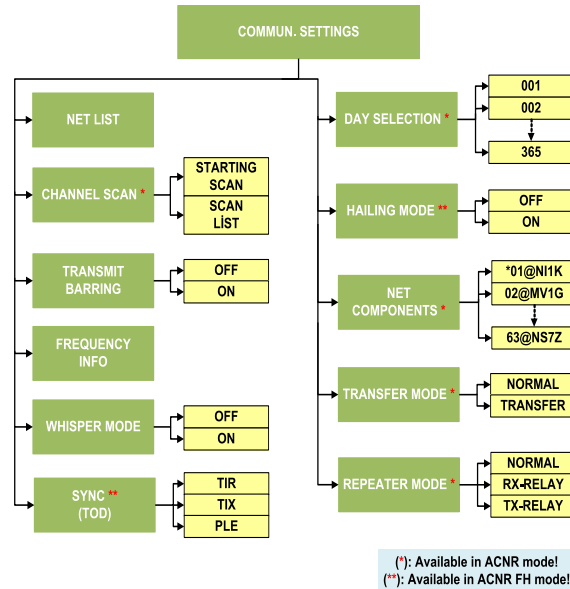 COMMUN. SETTINGS
NET LIST
CHANNEL SCAN *
STARTING
SCAN
SCAN
LİST
TRANSMIT
BARRING
OFF
ON
FREQUENCY
INFO
WHISPER MODE
OFF
ON
SYNC **
(TOD)
TIR
TIX
PLE
DAY SELECTION *
001
002
365
HAILING MODE **
OFF
ON
NET
COMPONENTS *
*01@NI1K
02@MV1G
63@NS7Z
TRANSFER MODE *
NORMAL
TRANSFER
REPEATER MODE *
NORMAL
RX-RELAY
TX-RELAY
(*): Available in ACNR mode!
(**): Available in ACNR FH mode!